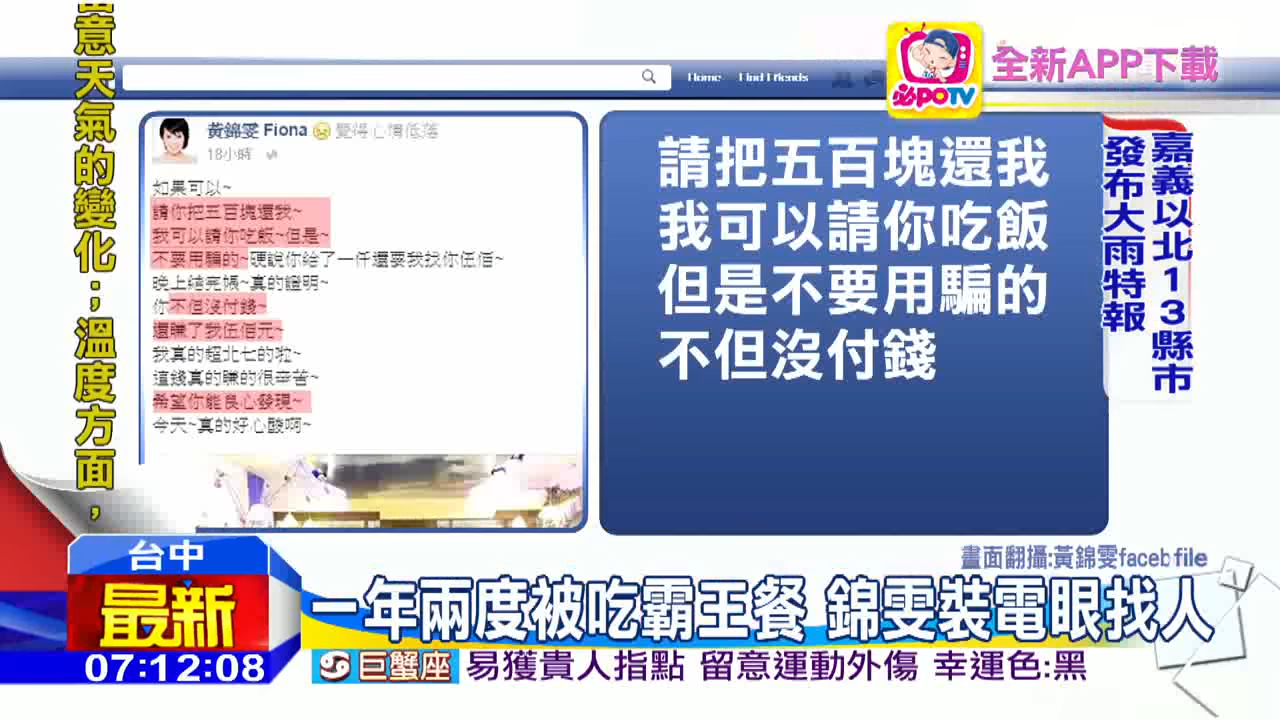 意天氣的變化；溫度方面，
Home Find Friends
必POTV
全新APP下載
黃錦雯 Fiona 覺得心情低落
18小時
如果可以~
請你把五百塊還我~
我可以請你吃飯~但是~
不要用騙的~硬說你給了一仟還要我找你伍佰~
晚上結完帳~真的證明~
你不但沒付錢~
還賺了我伍佰元~
我真的超北七的啦~
這錢真的賺的很辛苦~
希望你能良心發現~
今天~真的好心酸啊~
請把五百塊還我
我可以請你吃飯
但是不要用騙的
不但沒付錢
嘉義以北13縣市
發布大雨特報
畫面翻攝:黃錦雯facebfile
台中
最新
07:12:08
一年兩度被吃霸王餐 錦雯裝電眼找人
巨蟹座 易獲貴人指點 留意運動外傷 幸運色:黑